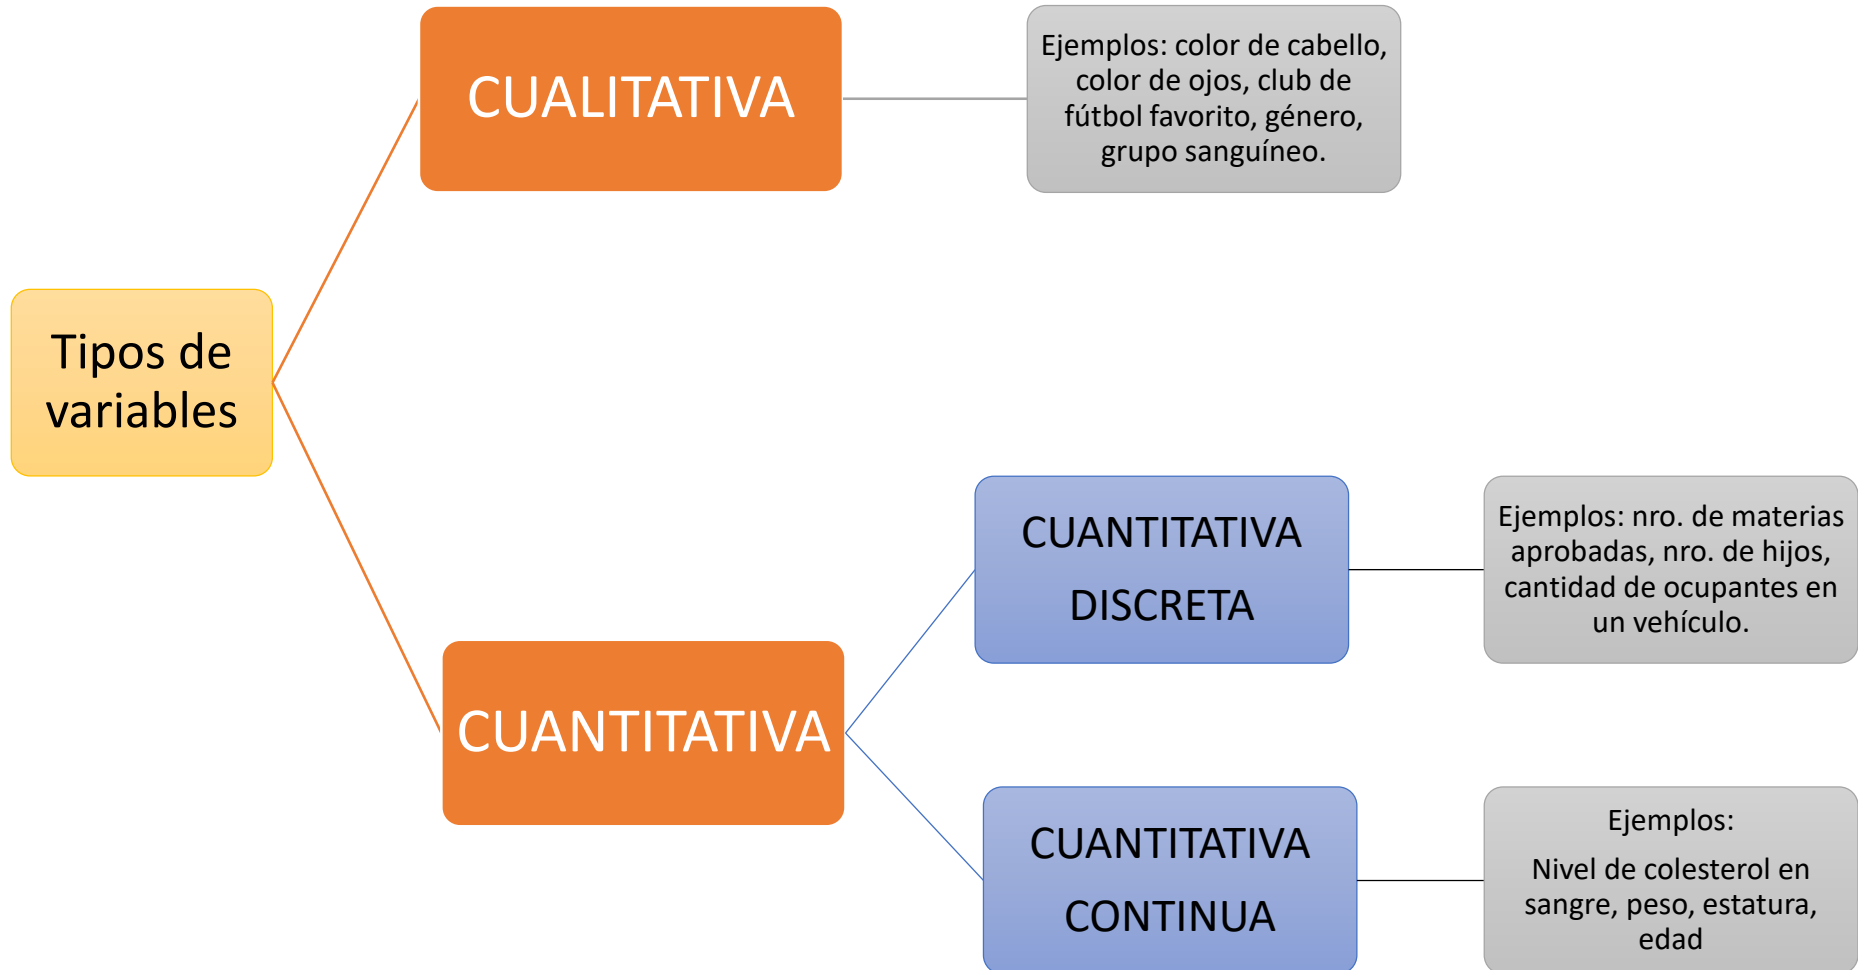 CUALITATIVA
Ejemplos: color de cabello,
color de ojos, club de
fútbol favorito, género,
grupo sanguíneo.
Tipos de
variables
CUANTITATIVA
CUANTITATIVA
DISCRETA
Ejemplos: nro. de materias
aprobadas, nro. de hijos,
cantidad de ocupantes en
un vehículo.
CUANTITATIVA
CONTINUA
Ejemplos:
Nivel de colesterol en
sangre, peso, estatura,
edad